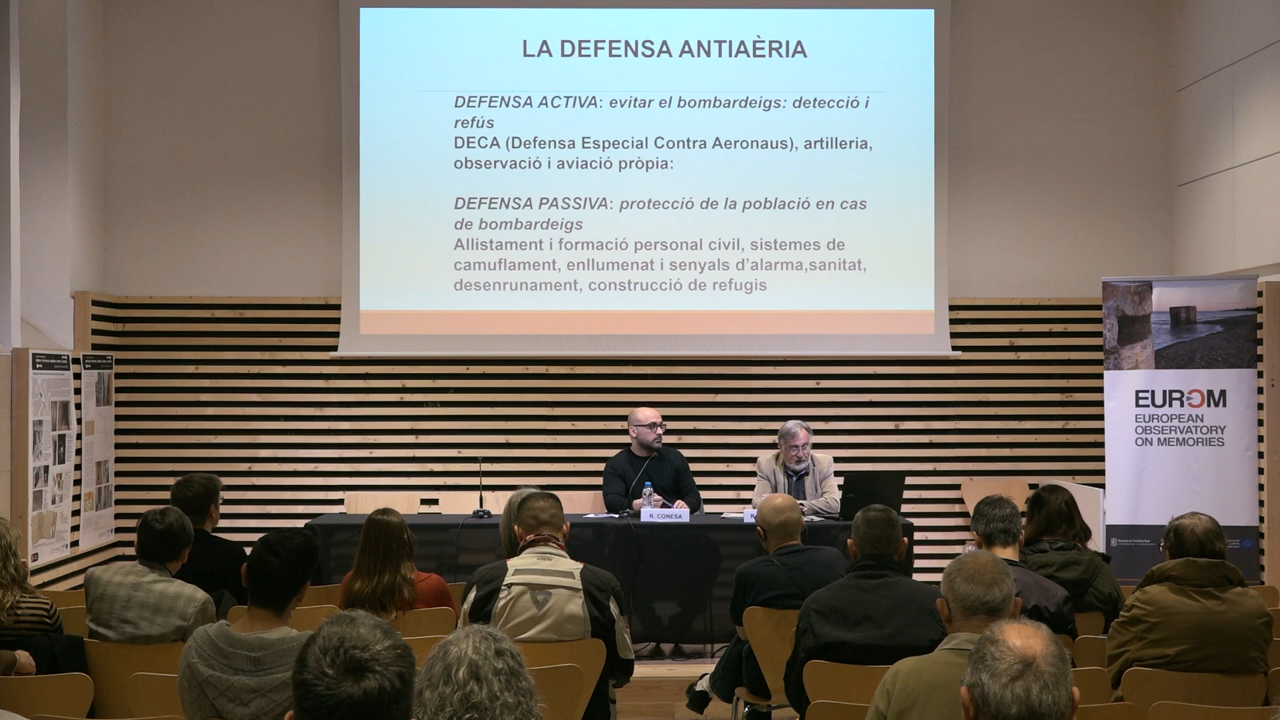 LA DEFENSA ANTIAÈRIA
DEFENSA ACTIVA: evitar el bombardeigs: detecció i
refús
DECA (Defensa Especial Contra Aeronaus), artilleria,
observació i aviació pròpia:
DEFENSA PASSIVA: protecció de la població en cas
de bombardeigs
Allistament i formació personal civil, sistemes de
camuflament, enllumenat i senyals d'alarma,sanitat,
desenrunament, construcció de refugis
EUROM
EUROPEAN
OBSERVATORY
ON MEMORIES
R. CONESA